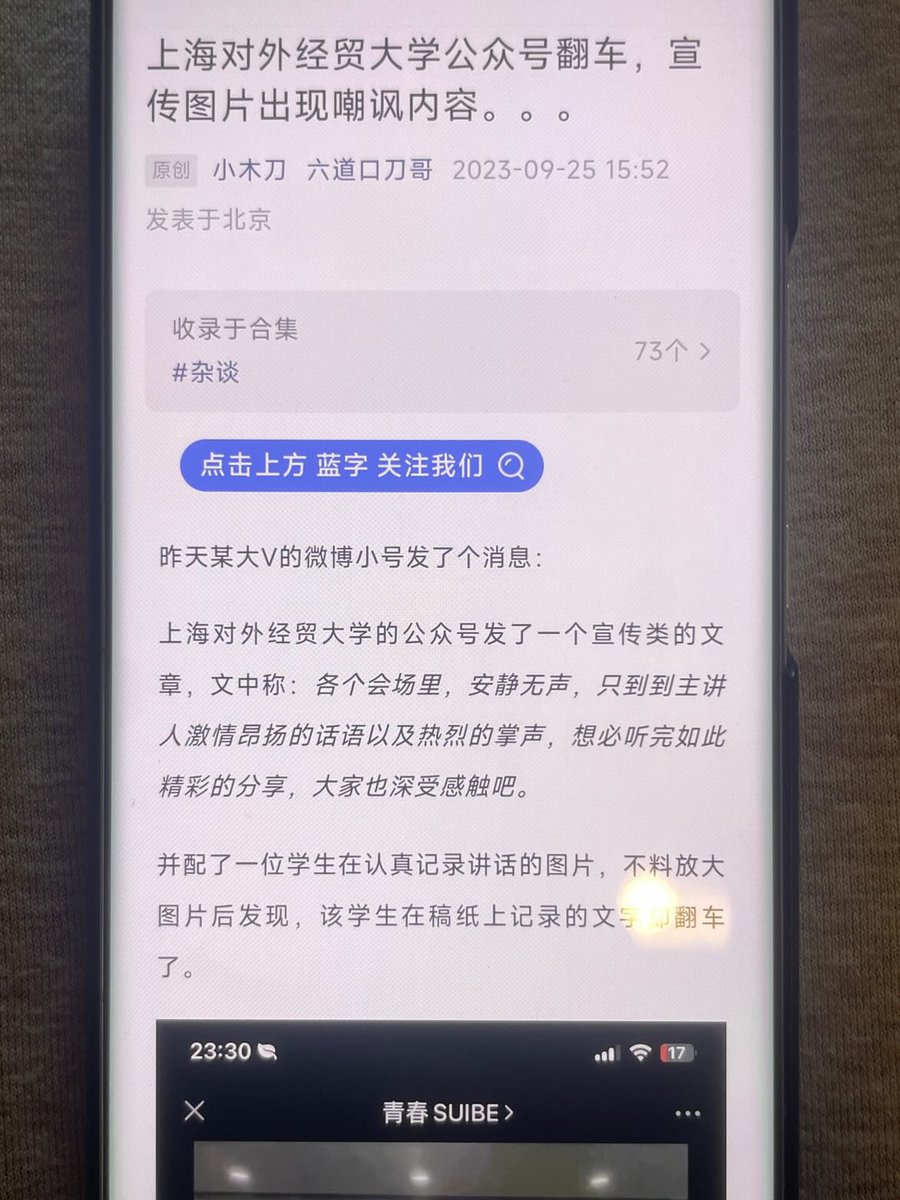 上海对外经贸大学公众号翻车，宣
传图片出现嘲讽内容。。。
原创 小木刀 六道口刀哥 2023-09-25 15:52
发表于北京
收录于合集
#杂谈
73个 >
点击上方 蓝字 关注我们
昨天某大V的微博小号发了个消息：
上海对外经贸大学的公众号发了一个宣传类的文
章，文中称：各个会场里，安静无声，只到到主讲
人激情昂扬的话语以及热烈的掌声，想必听完如此
精彩的分享，大家也深受感触吧。
并配了一位学生在认真记录讲话的图片，不料放大
图片后发现，该学生在稿纸上记录的文字却翻车
了。
23:30
17
青春 SUIBE >